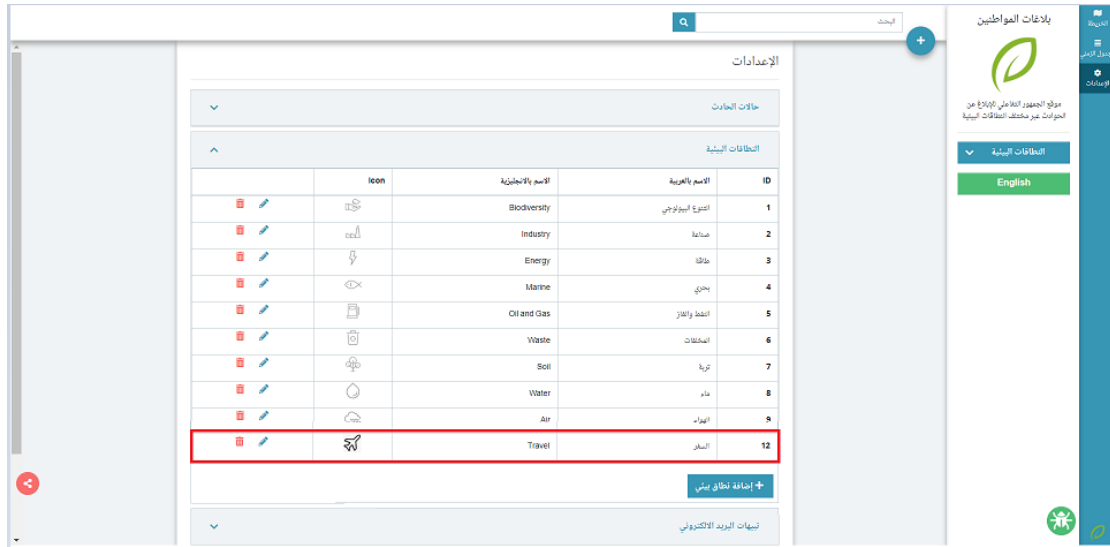 الخريطة
الإعدادات
بلاغات المواطنين
موقع الجمهور التفاعلي للإبلاغ عن
الحوادث عبر مختلف النطاقات البيئية
النطاقات البيئية
English
البحث
+
الإعدادات
حالات الحادث
النطاقات البيئية
ID الاسم بالعربية الاسم بالانجليزية Icon
1 التنوع البيولوجي Biodiversity
2 صناعة Industry
3 طاقة Energy
4 بحري Marine
5 النفط والغاز Oil and Gas
6 المخلفات Waste
7 تربة Soil
8 ماء Water
9 الهواء Air
12 السفر Travel
+ إضافة نطاق بيئي
تنبيهات البريد الالكتروني